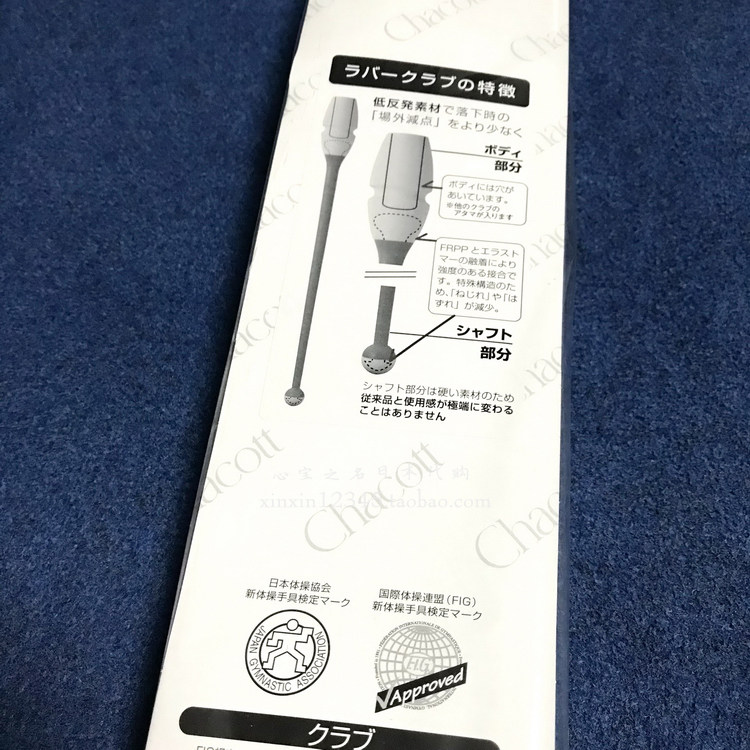 Chacott
ラバークラブの特徴
低反発素材で落下時の
「場外減点」をより少なく
ボディ
部分
ボディには穴が
あいています。
※他のクラブの
アタマが入ります
FRPPとエラスト
マーの融着により
強度のある接合で
す。特殊構造のた
め、「ねじれ」や「は
ずれ」が減少。
シャフト
部分
シャフト部分は硬い素材のため
従来品と使用感が極端に変わる
ことはありません
Chacott
Chacott
Chacott
日本体操協会
新体操手具検定マーク
国際体操連盟(FIG)
新体操手具検定マーク
JAPAN GYMNASTIC ASSOCIATION
FIG
Approved
クラブ